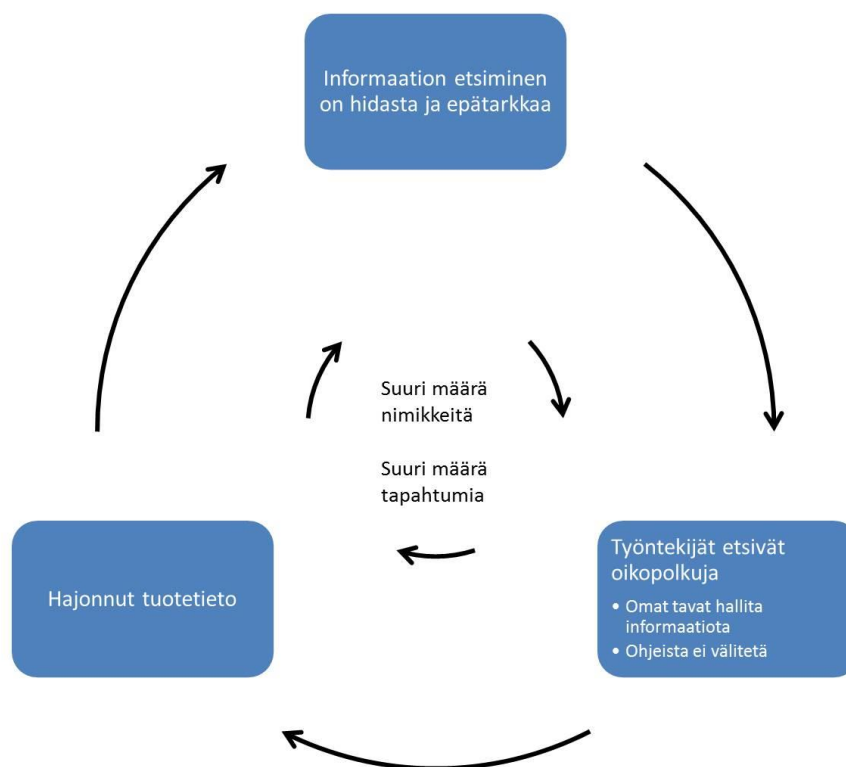 Informaation etsiminen
on hidasta ja epätarkkaa
Suuri määrä
nimikkeitä
Suuri määrä
tapahtumia
Hajonnut tuotetieto
Työntekijät etsivät
oikopolkuja
• Omat tavat hallita
informaatiota
• Ohjeista ei välitetä